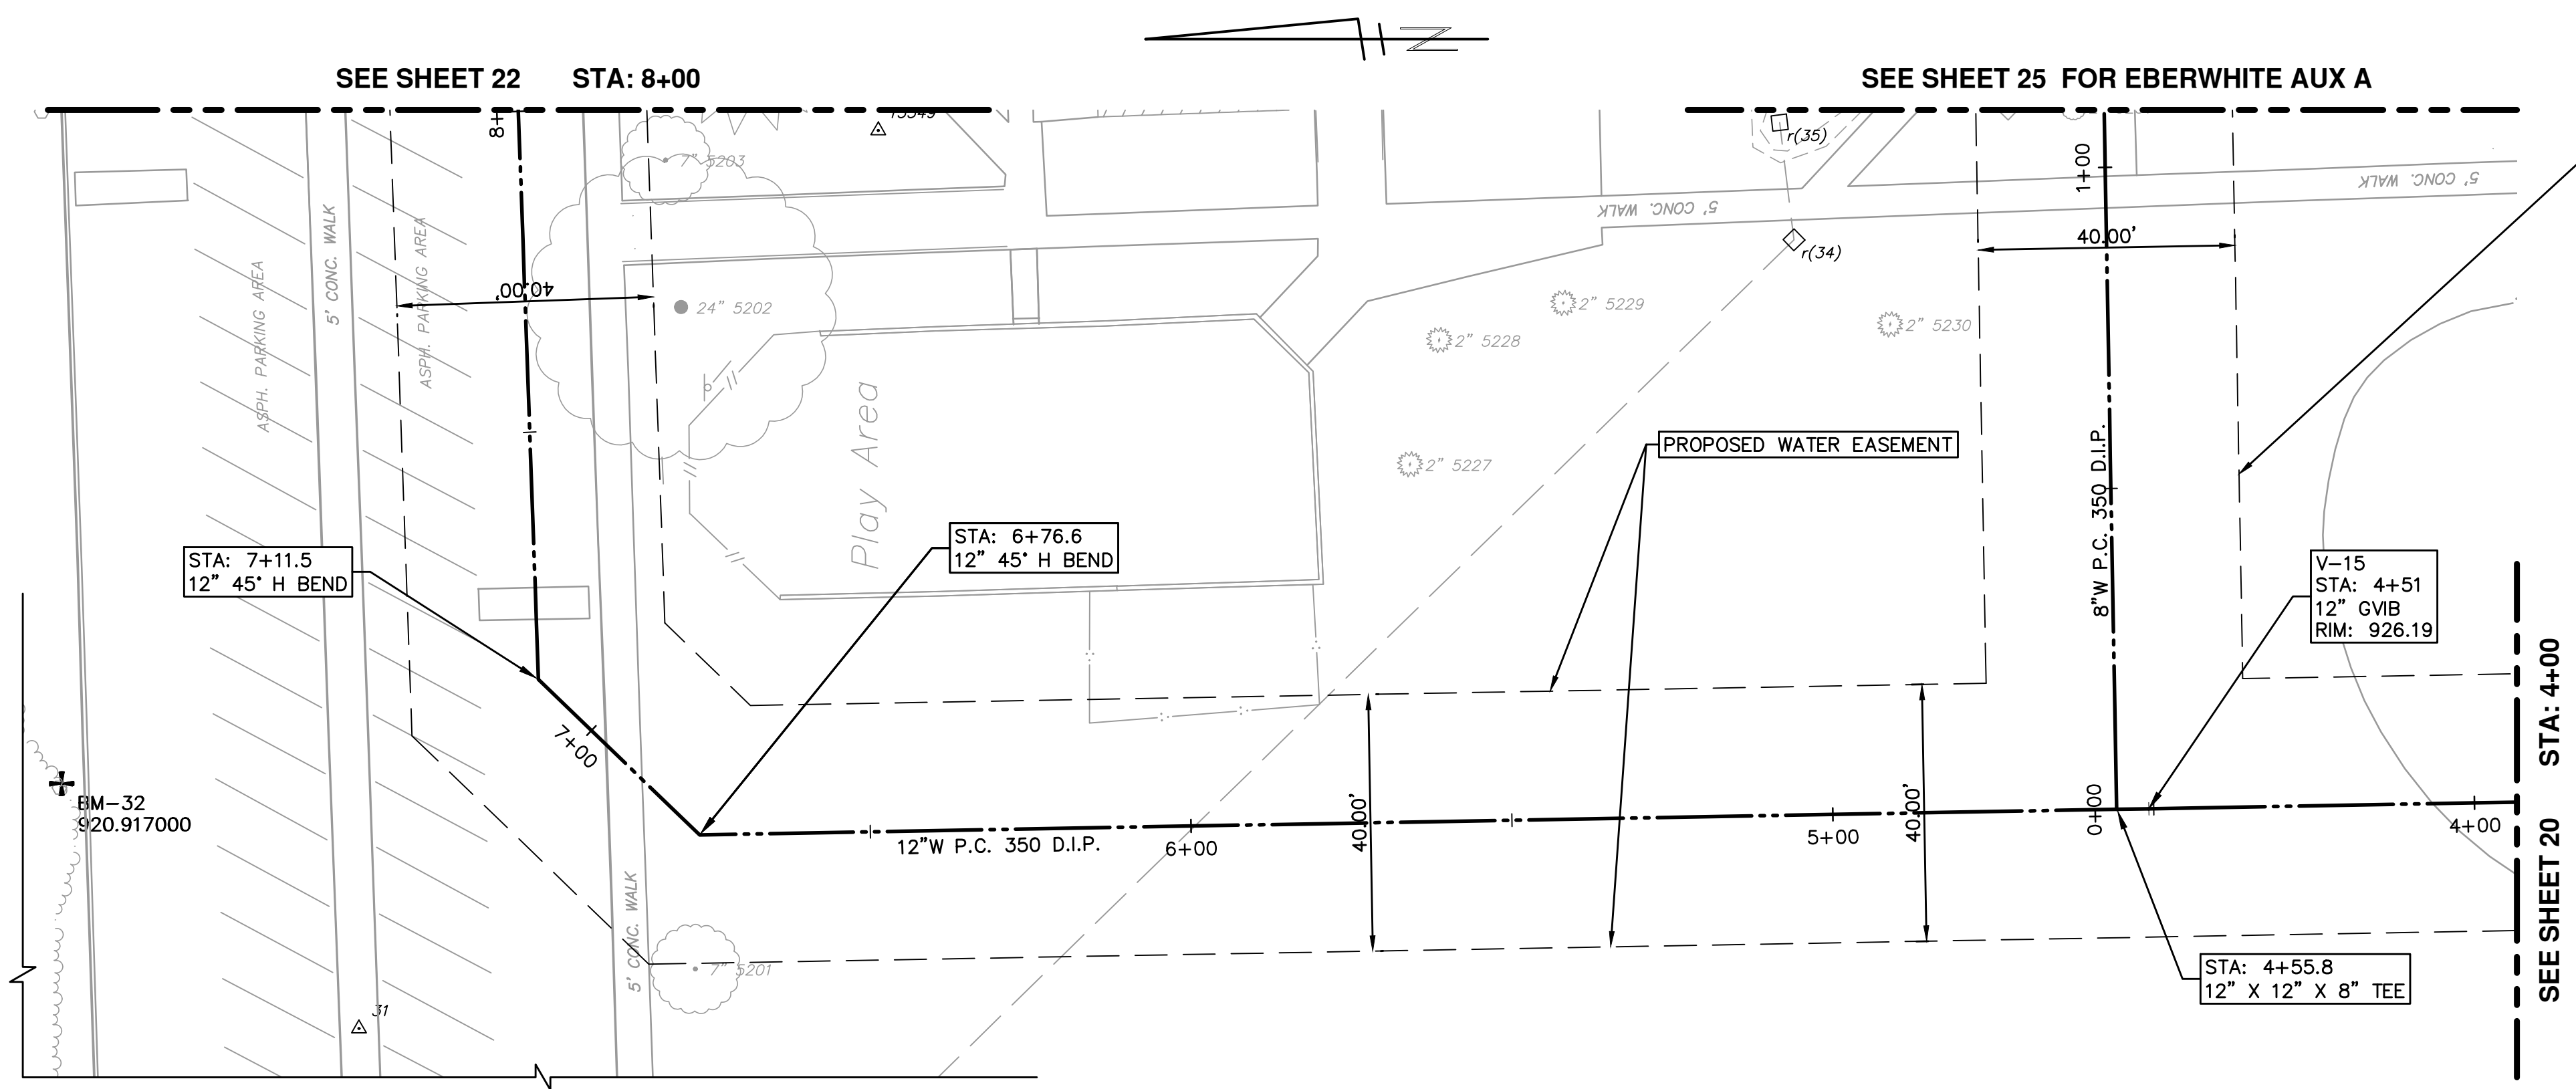 N
SEE SHEET 22 STA: 8+00
SEE SHEET 25 FOR EBERWHITE AUX A
8+
7" 5203
r(35)
1+00
5' CONC. WALK
5' CONC. WALK
40.00'
r(34)
5' CONC. WALK
ASPH. PARKING AREA
ASPH. PARKING AREA
40.00'
24" 5202
2" 5229
2" 5230
2" 5228
2" 5227
Play Area
PROPOSED WATER EASEMENT
8"W P.C. 350 D.I.P.
STA: 7+11.5
12" 45° H BEND
STA: 6+76.6
12" 45° H BEND
V-15
STA: 4+51
12" GVIB
RIM: 926.19
7+00
BM-32
920.917000
12"W P.C. 350 D.I.P.
6+00
40.00'
5+00
40.00'
0+00
4+00
SEE SHEET 20 STA: 4+00
5' CONC. WALK
7" 5201
STA: 4+55.8
12" X 12" X 8" TEE
31